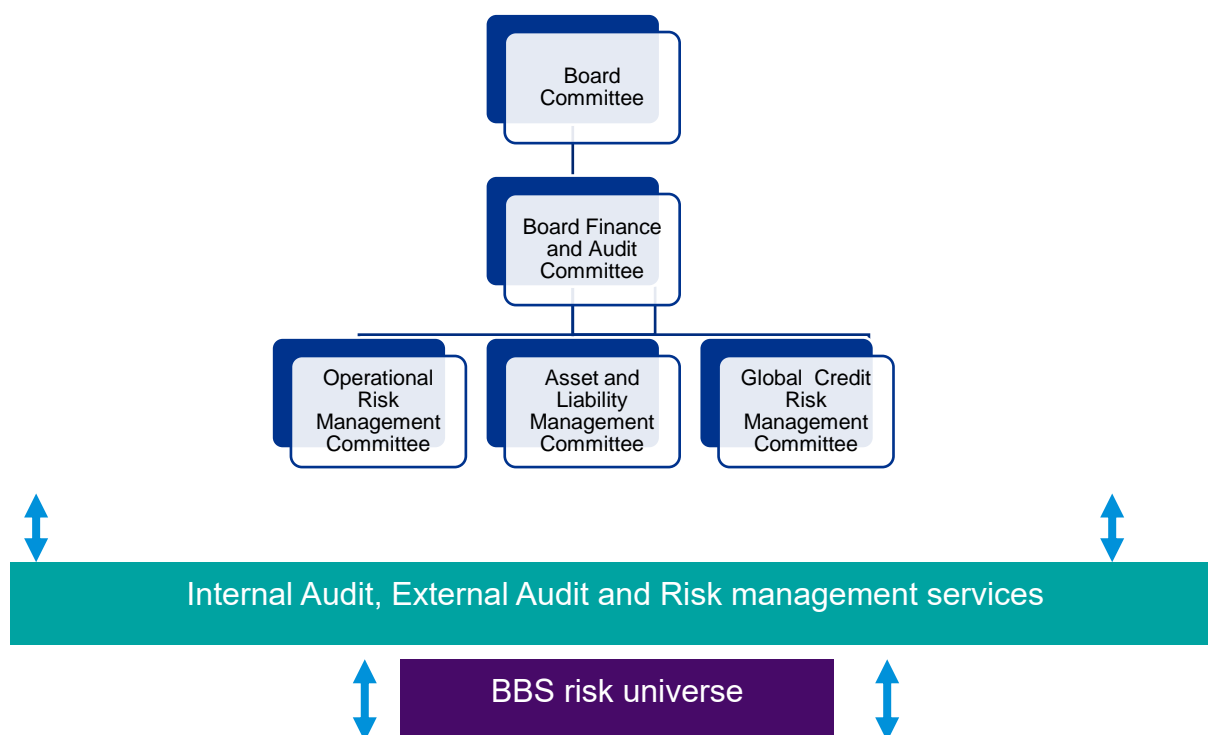 Board
Committee
Board Finance
and Audit
Committee
Operational
Risk
Management
Committee
Asset and
Liability
Management
Committee
Global Credit
Risk
Management
Committee
Internal Audit, External Audit and Risk management services
BBS risk universe